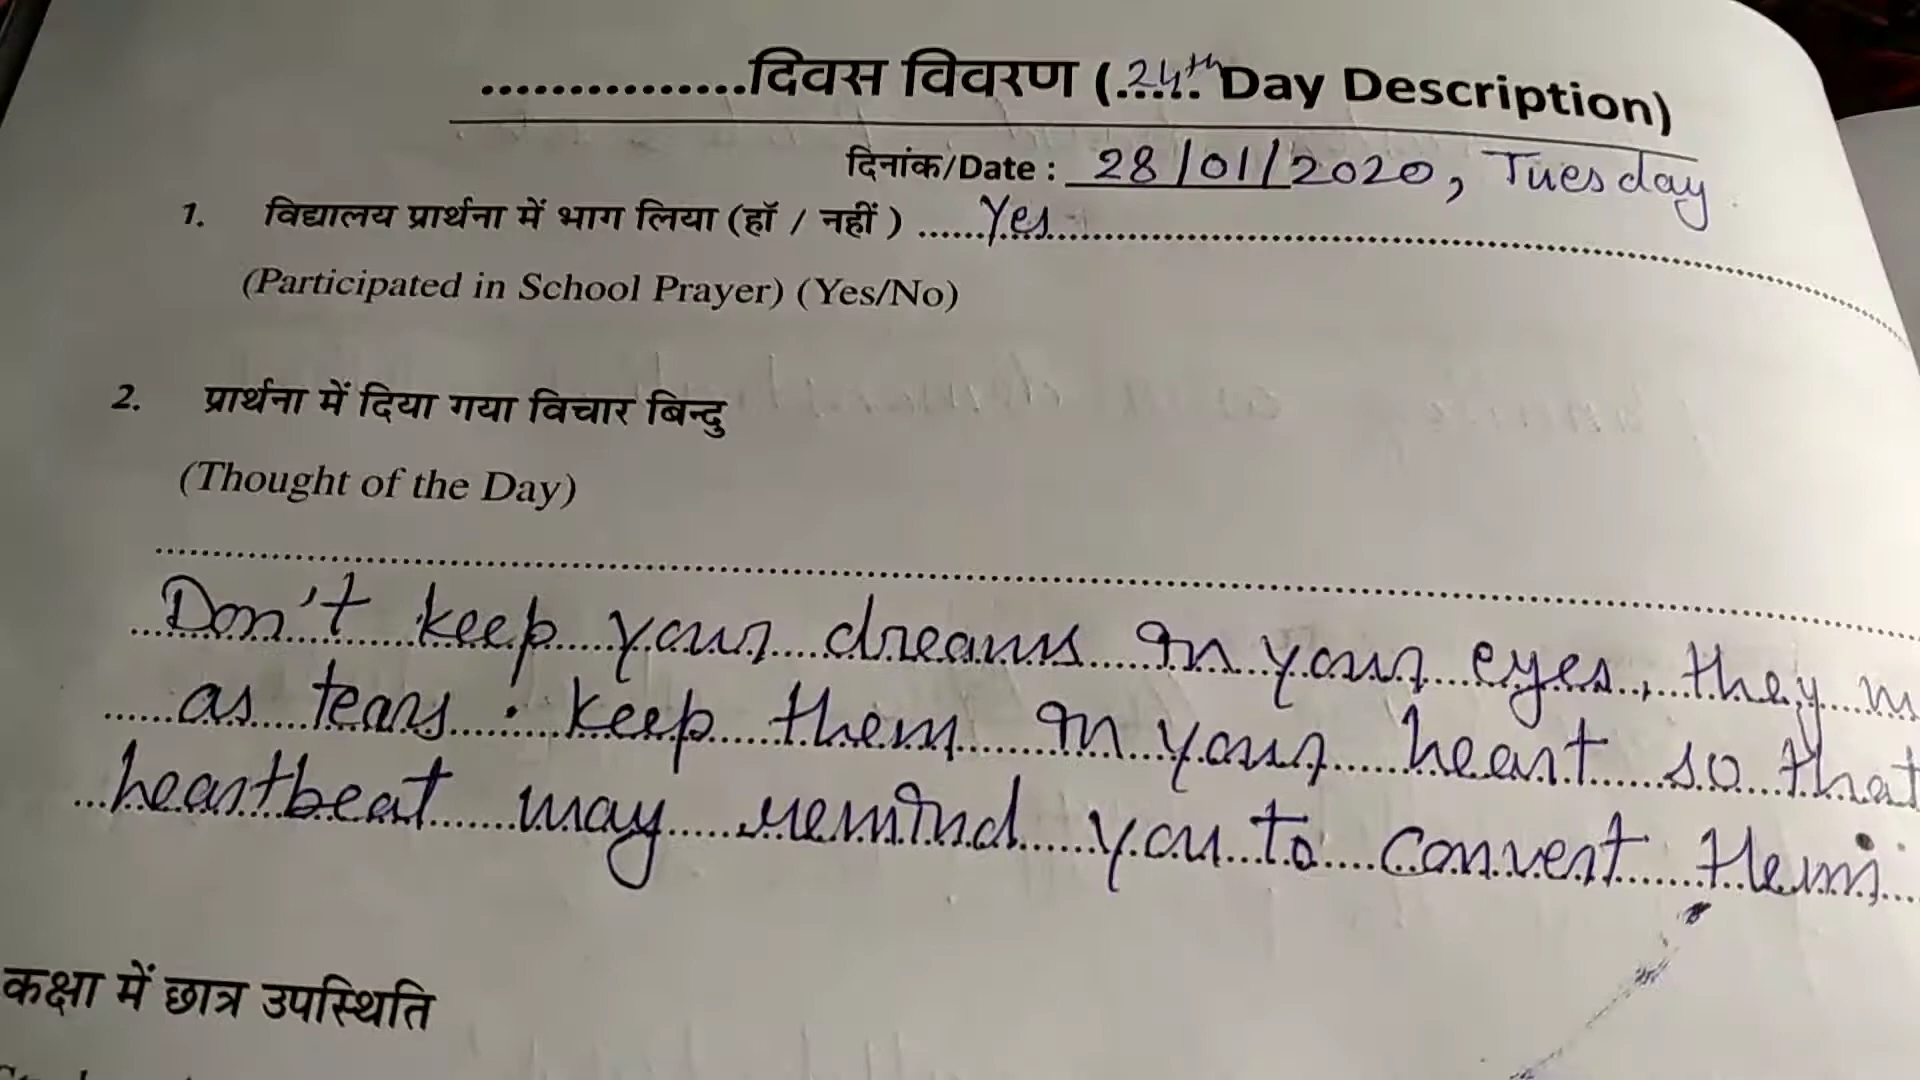 ...............दिवस विवरण (.24th. Day Description)
दिनांक/Date : 28/01/2020, Tuesday
1. विद्यालय प्रार्थना में भाग लिया (हॉ / नहीं ) ......Yes......
(Participated in School Prayer) (Yes/No)
2. प्रार्थना में दिया गया विचार बिन्दु
(Thought of the Day)
Don't keep your dreams in your eyes, they
as tears. keep them in your heart so that
heartbeat may remind you to convert them
कक्षा में छात्र उपस्थिति